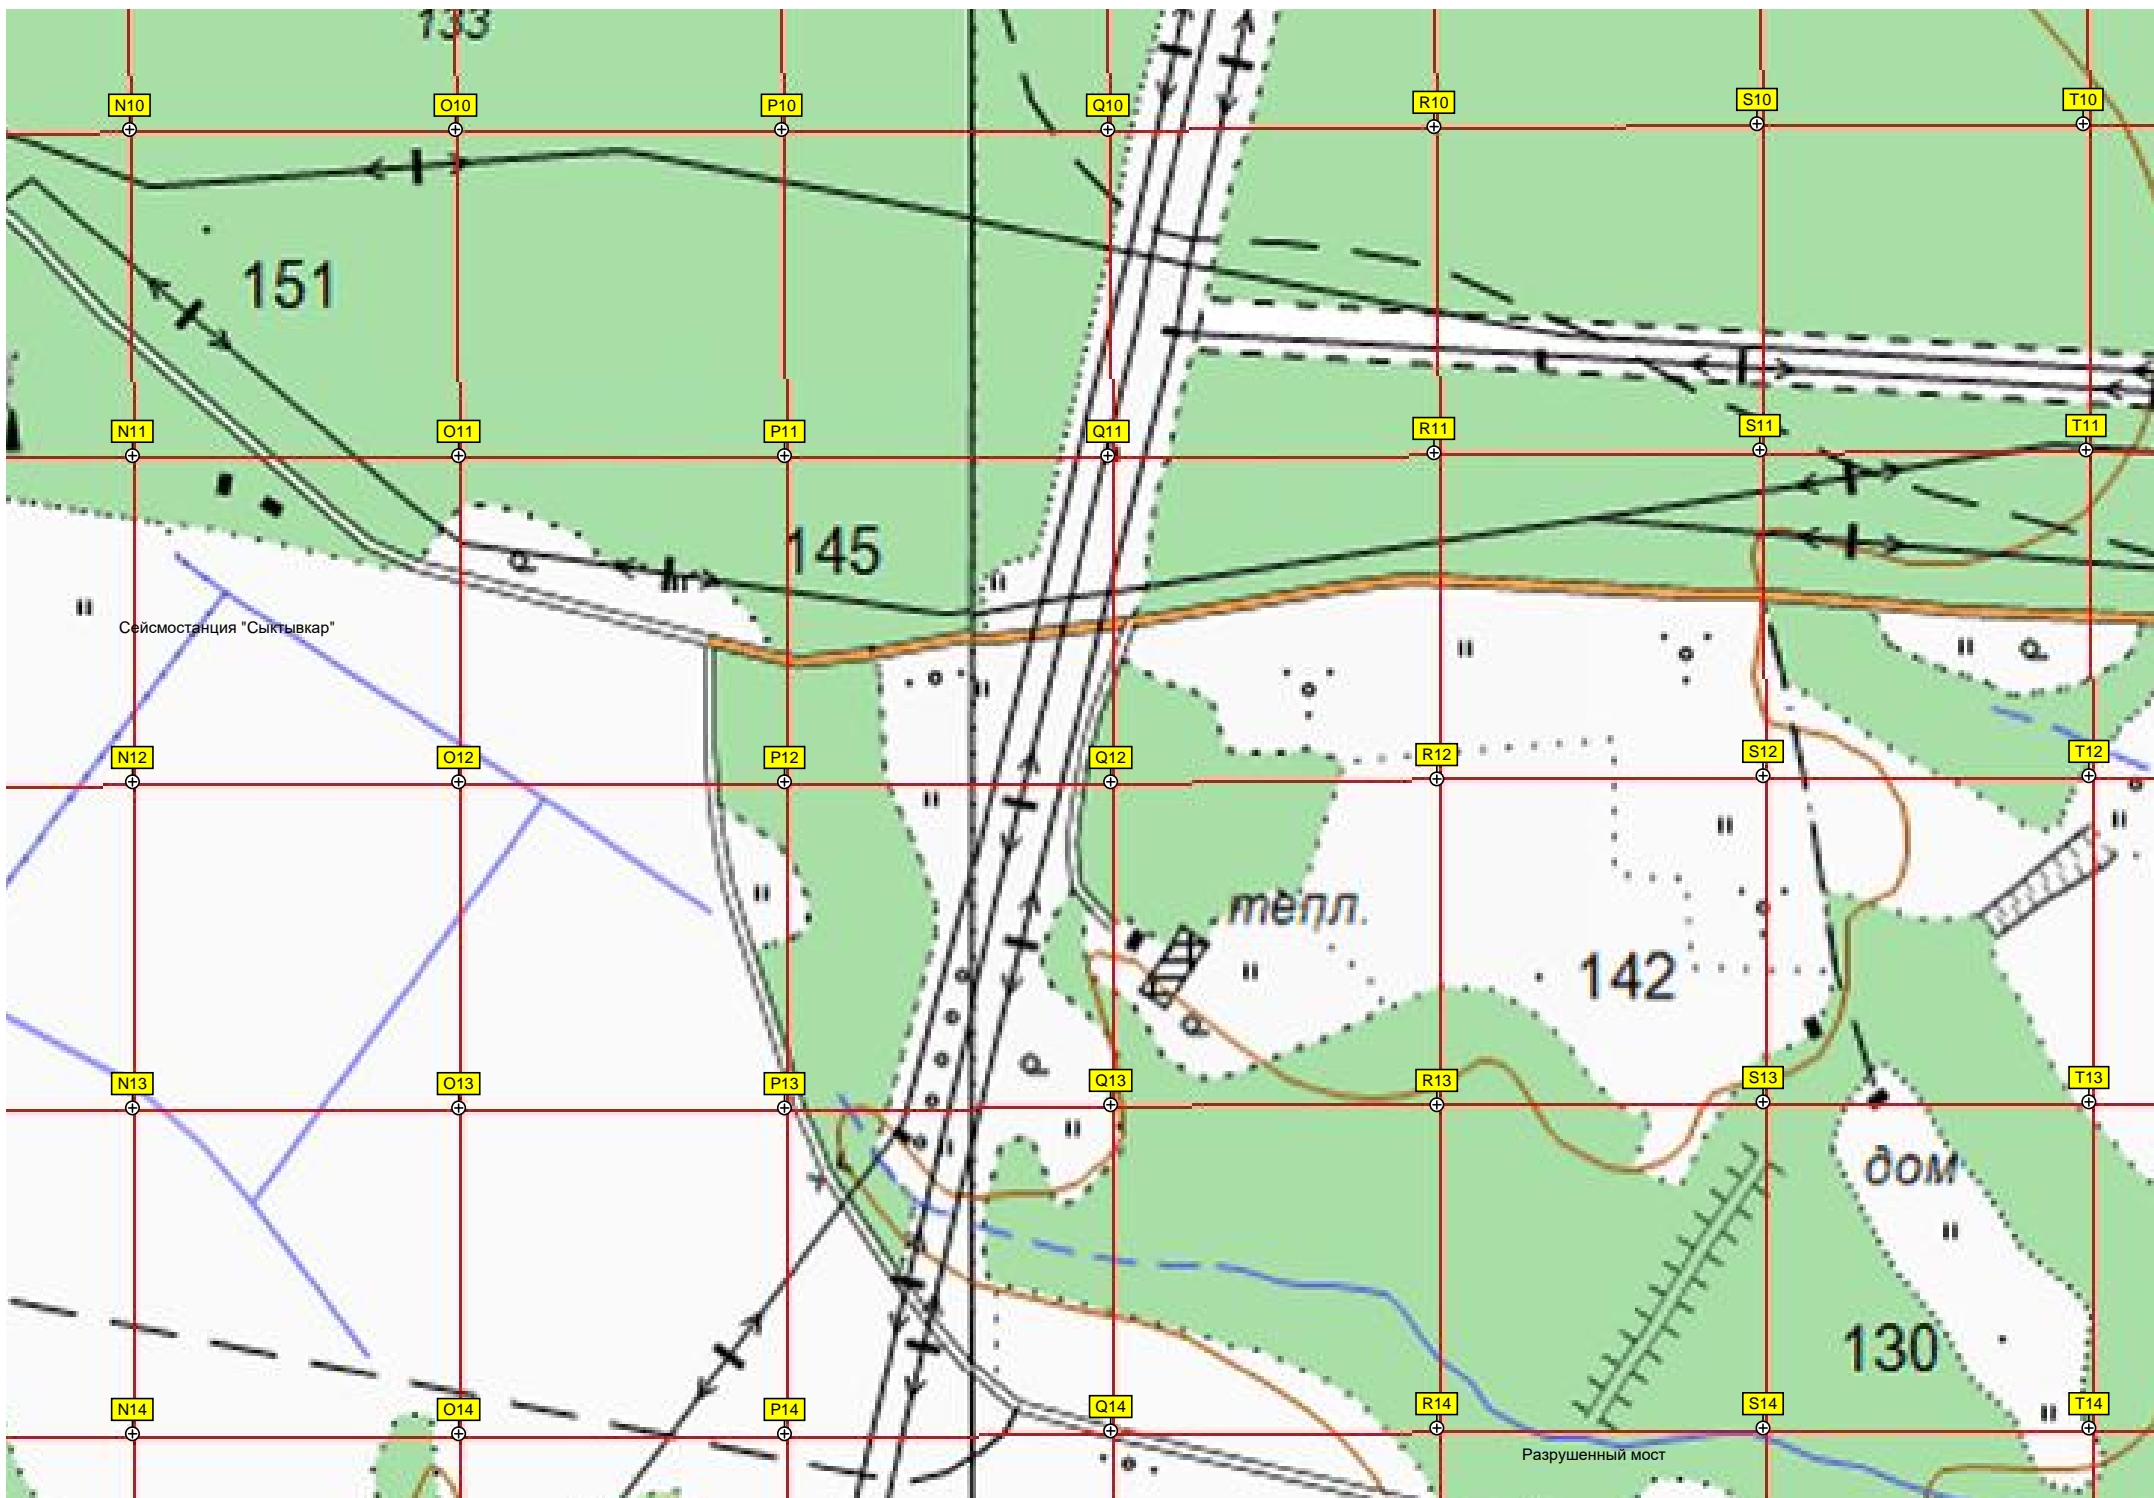 133
N10 O10 P10 Q10 R10 S10 T10
151
N11 O11 P11 Q11 R11 S11 T11
145
Сейсмостанция "Сыктывкар"
N12 O12 P12 Q12 R12 S12 T12
тепл.
142
N13 O13 P13 Q13 R13 S13 T13
дом
130
N14 O14 P14 Q14 R14 S14 T14
Разрушенный мост